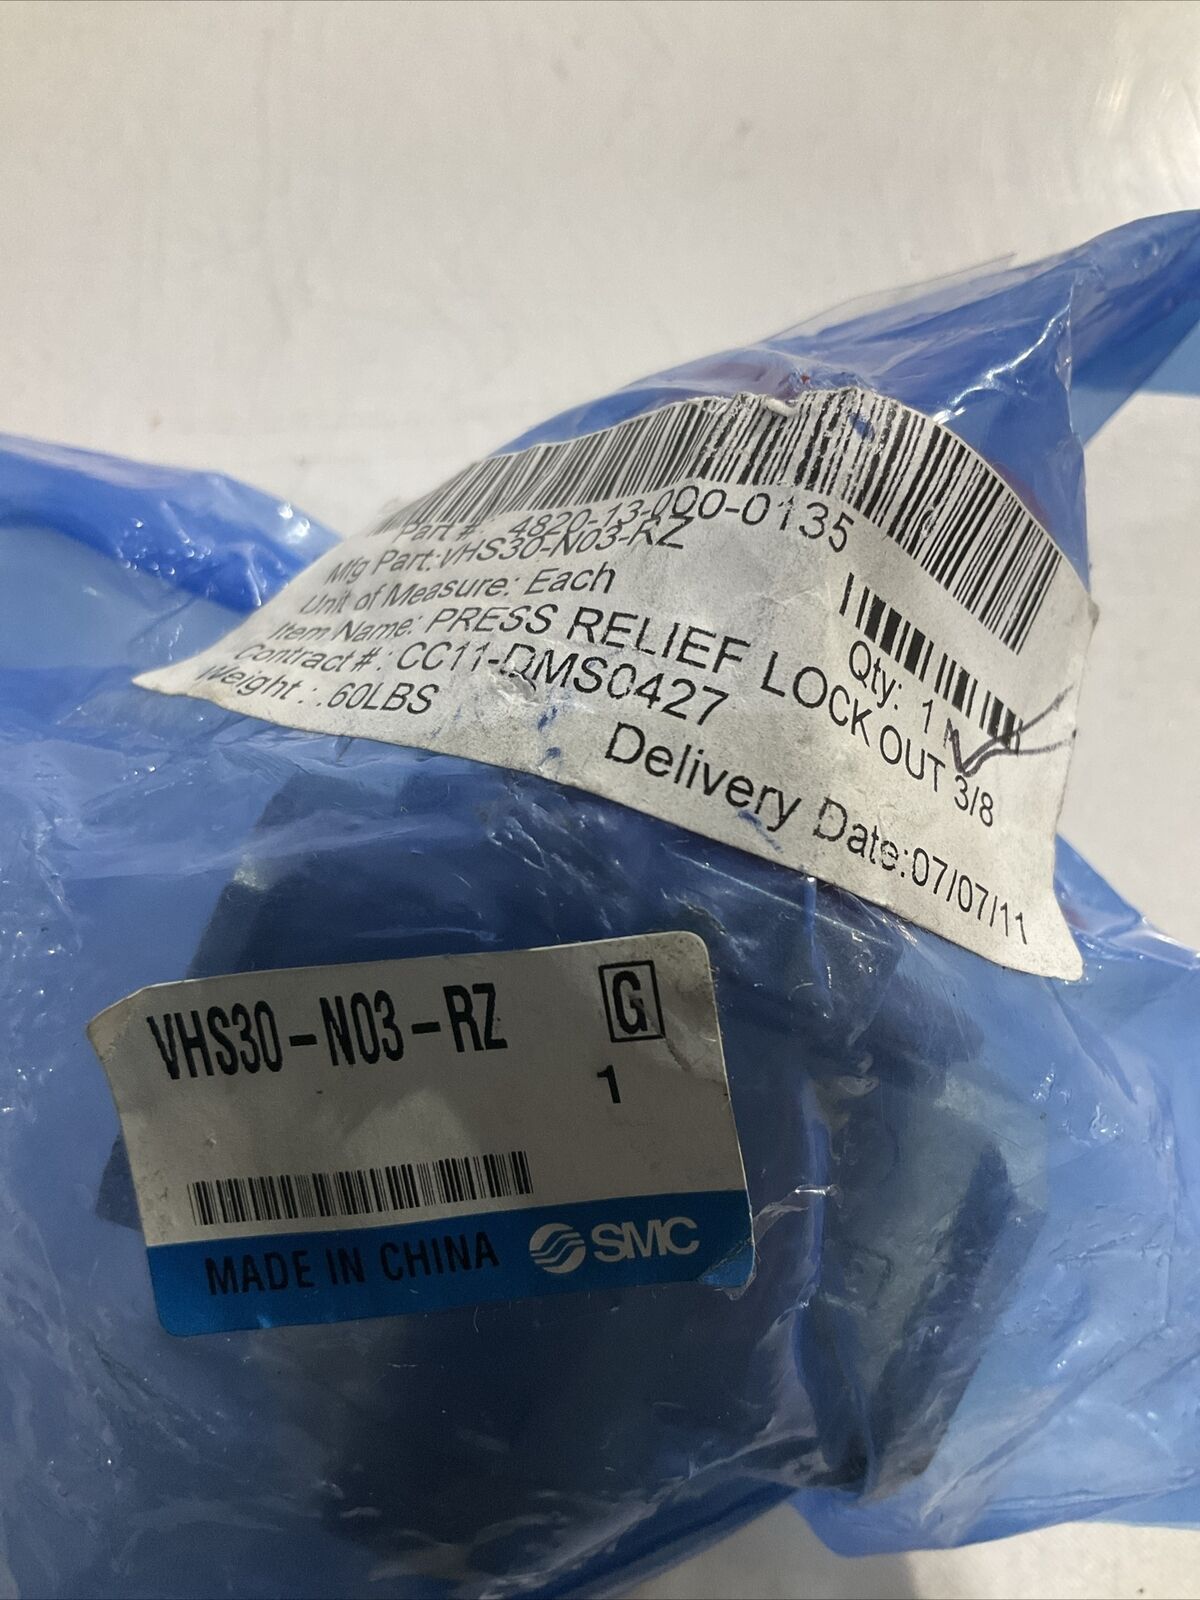 Part #: 4820-13-000-0135
Mfg Part:VHS30-N03-RZ
Unit of Measure: Each
Qty: 1
Item Name: PRESS RELIEF LOCK OUT 3/8
Contract # : CC11-DMS0427
Weight : .60LBS
Delivery Date:07/07/11
VHS30-N03-RZ G
1
MADE IN CHINA SMC